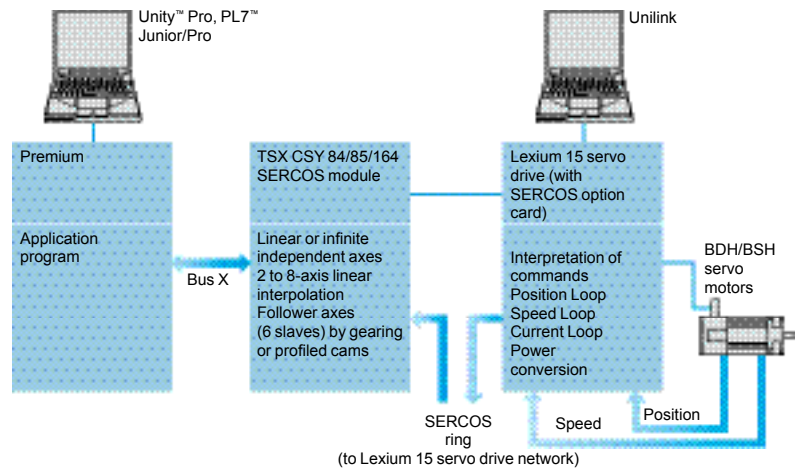 Unity™ Pro, PL7™
Junior/Pro
Unilink
Premium
TSX CSY 84/85/164
SERCOS module
Lexium 15 servo
drive (with
SERCOS option
card)
Application
program
Bus X
Linear or infinite
independent axes
2 to 8-axis linear
interpolation
Follower axes
(6 slaves) by gearing
or profiled cams
Interpretation of
commands
Position Loop
Speed Loop
Current Loop
Power
conversion
BDH/BSH
servo
motors
SERCOS
ring
(to Lexium 15 servo drive network)
Speed
Position